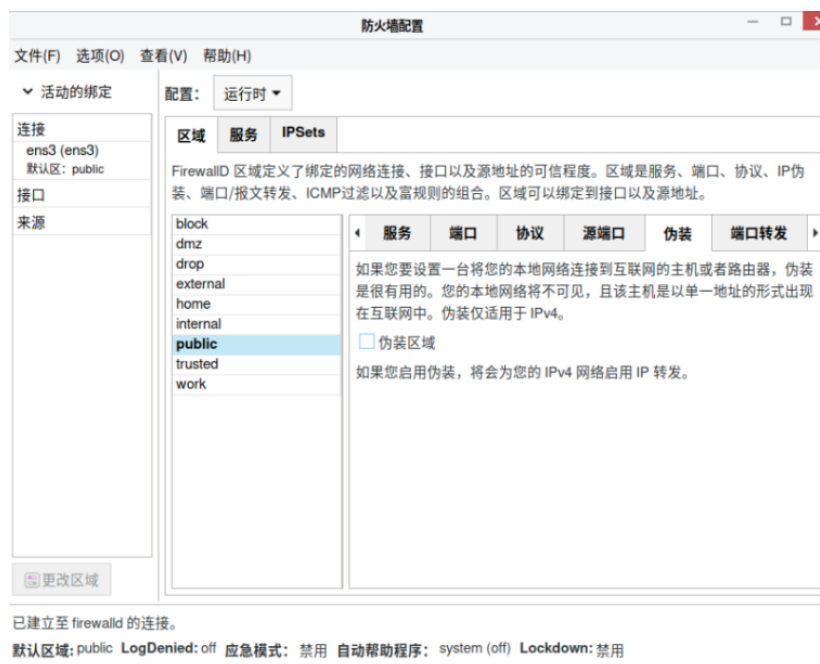 防火墙配置
文件(F) 选项(O) 查看(V) 帮助(H)
活动的绑定
配置： 运行时
连接
ens3 (ens3)
默认区：public
接口
来源
区域 服务 IPSets
FirewallD 区域定义了绑定的网络连接、接口以及源地址的可信程度。区域是服务、端口、协议、IP伪
装、端口/报文转发、ICMP过滤以及富规则的组合。区域可以绑定到接口以及源地址。
block
dmz
drop
external
home
internal
public
trusted
work
服务 端口 协议 源端口 伪装 端口转发
如果您要设置一台将您的本地网络连接到互联网的主机或者路由器，伪装
是很有用的。您的本地网络将不可见，且该主机是以单一地址的形式出现
在互联网中。伪装仅适用于 IPv4。
伪装区域
如果您启用伪装，将会为您的 IPv4 网络启用 IP 转发。
更改区域
已建立至 firewalld 的连接。
默认区域: public LogDenied: off 应急模式： 禁用 自动帮助程序： system (off) Lockdown: 禁用